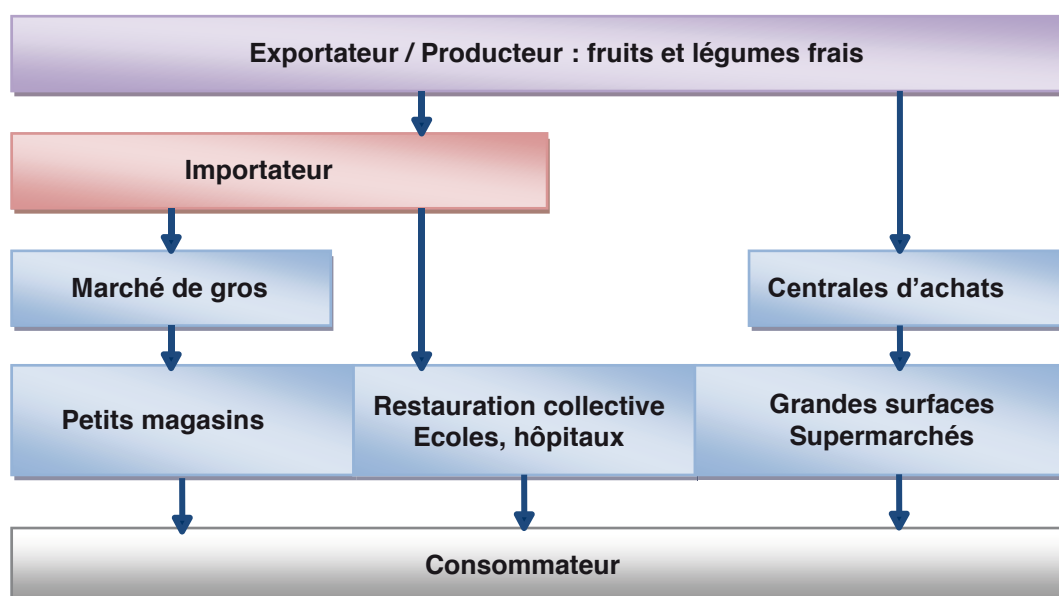 Exportateur / Producteur : fruits et légumes frais
Importateur
Marché de gros
Centrales d’achats
Petits magasins
Restauration collective
Ecoles, hôpitaux
Grandes surfaces
Supermarchés
Consommateur